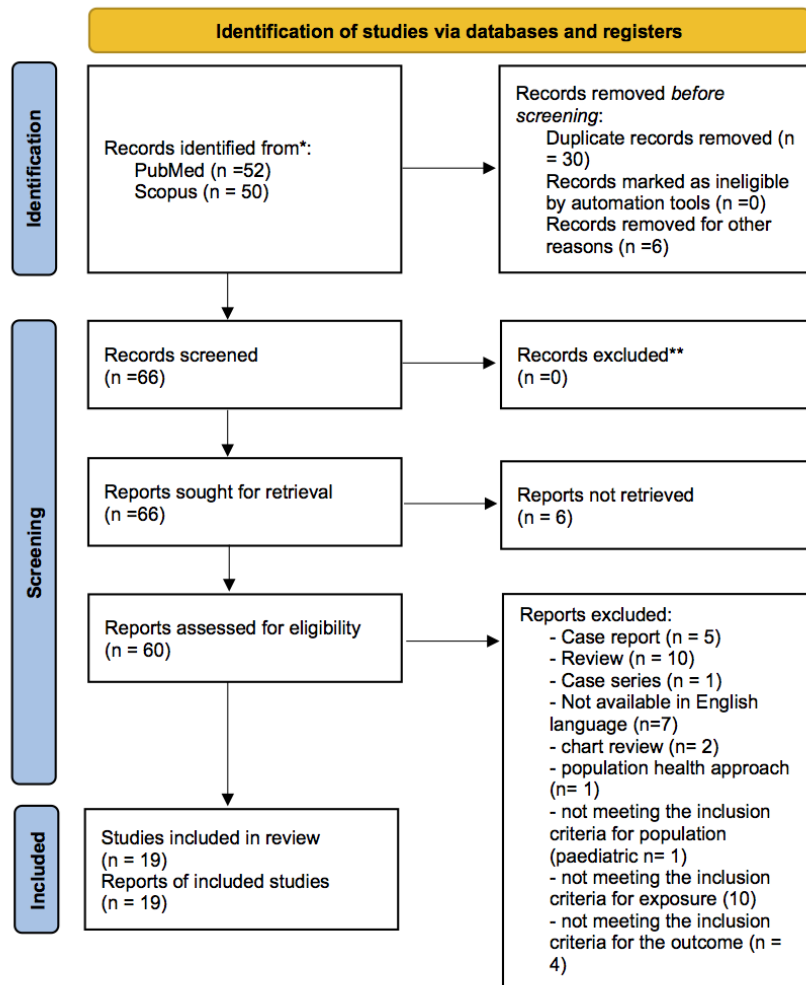 Identification of studies via databases and registers
Identification
Records identified from*:
PubMed (n =52)
Scopus (n = 50)
Records removed before
screening:
Duplicate records removed (n
= 30)
Records marked as ineligible
by automation tools (n =0)
Records removed for other
reasons (n =6)
Screening
Records screened
(n =66)
Records excluded**
(n =0)
Reports sought for retrieval
(n =66)
Reports not retrieved
(n = 6)
Reports assessed for eligibility
(n = 60)
Reports excluded:
- Case report (n = 5)
- Review (n = 10)
- Case series (n = 1)
- Not available in English
language (n=7)
- chart review (n= 2)
- population health approach
(n= 1)
- not meeting the inclusion
criteria for population
(paediatric n= 1)
- not meeting the inclusion
criteria for exposure (10)
- not meeting the inclusion
criteria for the outcome (n =
4)
Included
Studies included in review
(n = 19)
Reports of included studies
(n = 19)